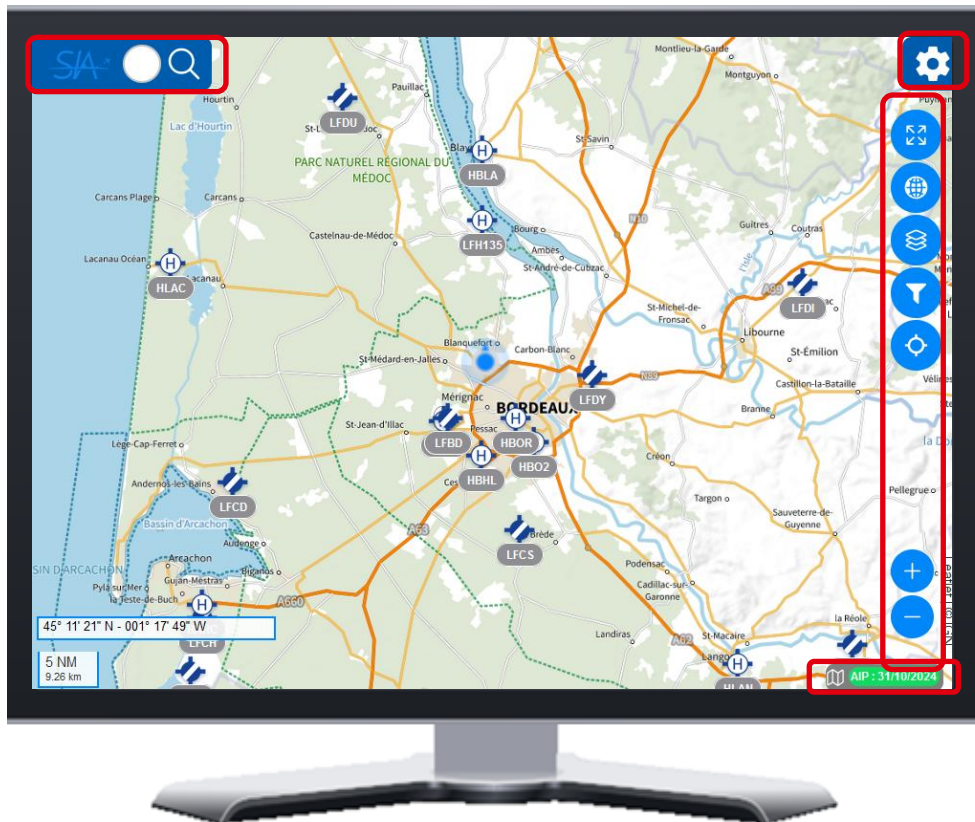 SIA
Montlieu-la-Garde
Montguyon
Hourtin
Pauillac
LFDU
Lac d'Hourtin
St-Savin
PARC NATUREL RÉGIONAL DU
MÉDOC
HBLA
Carcans Plage
Carcans
N10
Guîtres
Coutras
Castelnau-de-Médoc
LFH135
Bourg
l'Isle
Ambès
Lacanau Océan
St-André-de-Cubzac
Lacanau
HLAC
A89
LFDI
St-Michel-de-
Fronsac
Libourne
Blanquefort
Carbon-Blanc
St-Émilion
St-Médard-en-Jalles
N89
Castillon-la-Bataille
Mérignac
BORDEAUX
LFDY
Branne
St-Jean-d'Illac
Pessac
LFBD
HBOR
Lège-Cap-Ferret
HBO2
Créon
HBHL
Andernos-les-Bains
LFCD
Targon
Pellegrue
Sauveterre-de-
Guyenne
Bassin d'Arcachon
A63
Brède
Audenge
LFCS
Arcachon
Podensac
SIN D'ARCACHON
Biganos
Gujan-Mestras
Cadillac-sur-
Garonne
Pyla sur Mer
la Teste-de-Buch
A660
la Réole
45° 11' 21" N - 001° 17' 49" W
Landiras
A62
St-Macaire
LFCH
5 NM
9.26 km
HLAN
AIP : 31/10/2024